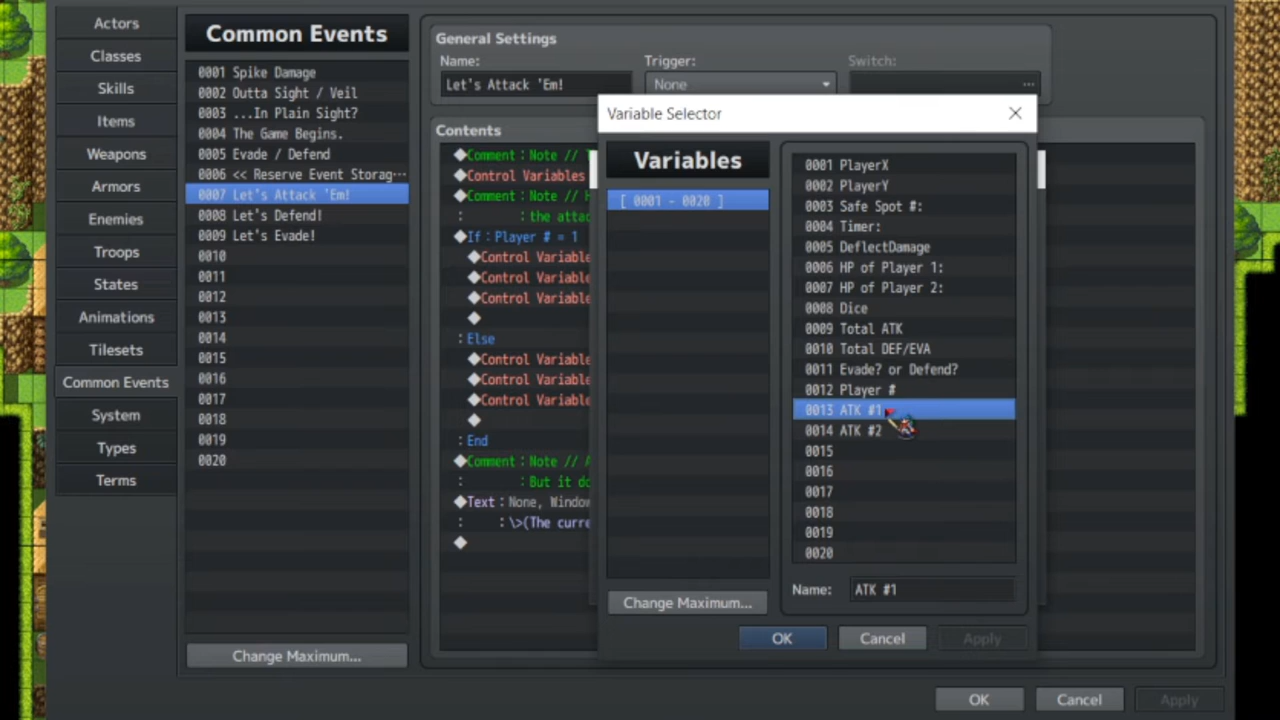 Actors
Classes
Skills
Items
Weapons
Armors
Enemies
Troops
States
Animations
Tilesets
Common Events
System
Types
Terms
Common Events
0001 Spike Damage
0002 Outta Sight / Veil
0003 ...In Plain Sight?
0004 The Game Begins.
0005 Evade / Defend
0006 << Reserve Event Storag...
0007 Let's Attack 'Em!
0008 Let's Defend!
0009 Let's Evade!
0010
0011
0012
0013
0014
0015
0016
0017
0018
0019
0020
Change Maximum...
General Settings
Name:
Trigger:
Switch:
Let's Attack 'Em!
None
...
Contents
◆Comment：Note // T
◆Control Variables
◆Comment：Note // H
：　：the attac
◆If：Player # = 1
◆Control Variable
◆Control Variable
◆Control Variable
◆
：Else
◆Control Variable
◆Control Variable
◆Control Variable
◆
：End
◆Comment：Note // A
：　：But it do
◆Text：None, Window
：　：\>(The curre
◆
Variable Selector
Variables
[ 0001 - 0020 ]
Change Maximum...
0001 PlayerX
0002 PlayerY
0003 Safe Spot #:
0004 Timer:
0005 DeflectDamage
0006 HP of Player 1:
0007 HP of Player 2:
0008 Dice
0009 Total ATK
0010 Total DEF/EVA
0011 Evade? or Defend?
0012 Player #
0013 ATK #1
0014 ATK #2
0015
0016
0017
0018
0019
0020
Name: ATK #1
OK
Cancel
Apply
OK
Cancel
Apply